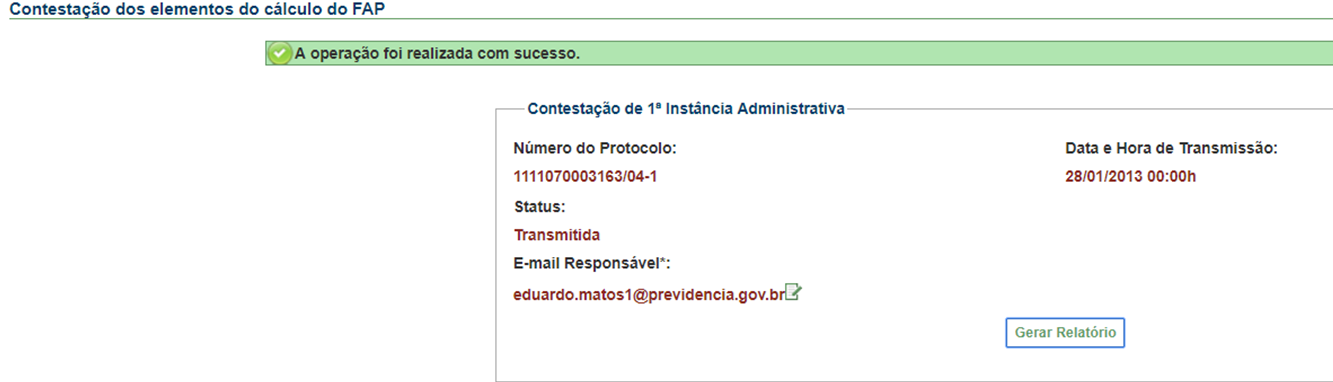 Contestação dos elementos do cálculo do FAP
A operação foi realizada com sucesso.
Contestação de 1ª Instância Administrativa
Número do Protocolo:
Data e Hora de Transmissão:
1111070003163/04-1
28/01/2013 00:00h
Status:
Transmitida
E-mail Responsável*:
eduardo.matos1@previdencia.gov.br
Gerar Relatório